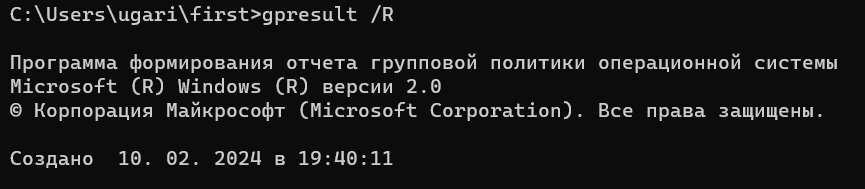 C:\Users\ugari\first>gpresult /R
Программа формирования отчета групповой политики операционной системы
Microsoft (R) Windows (R) версии 2.0
© Корпорация Майкрософт (Microsoft Corporation). Все права защищены.
Создано  10. 02. 2024 в 19:40:11